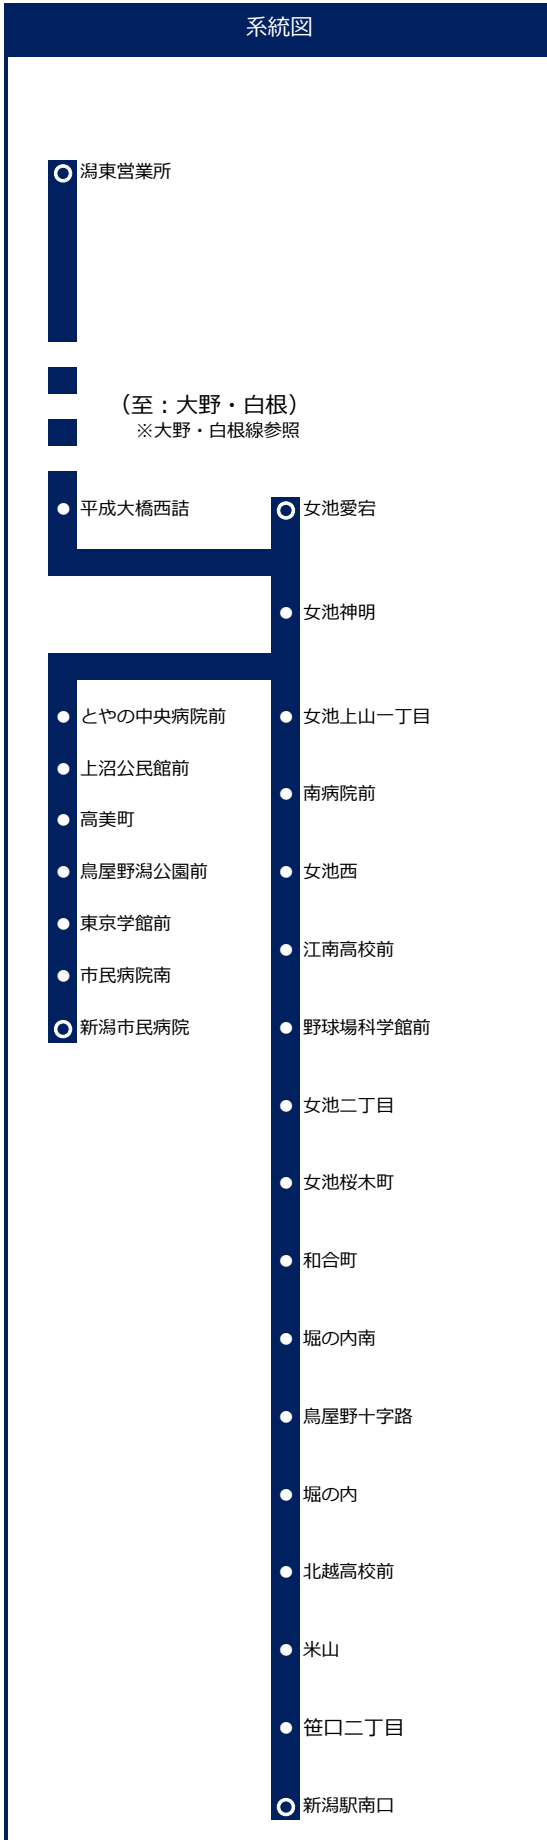 系統図
潟東営業所
（至：大野・白根）
※大野・白根線参照
平成大橋西詰
女池愛宕
女池神明
とやの中央病院前
女池上山一丁目
上沼公民館前
南病院前
高美町
鳥屋野潟公園前
女池西
東京学館前
江南高校前
市民病院南
新潟市民病院
野球場科学館前
女池二丁目
女池桜木町
和合町
堀の内南
鳥屋野十字路
堀の内
北越高校前
米山
笹口二丁目
新潟駅南口